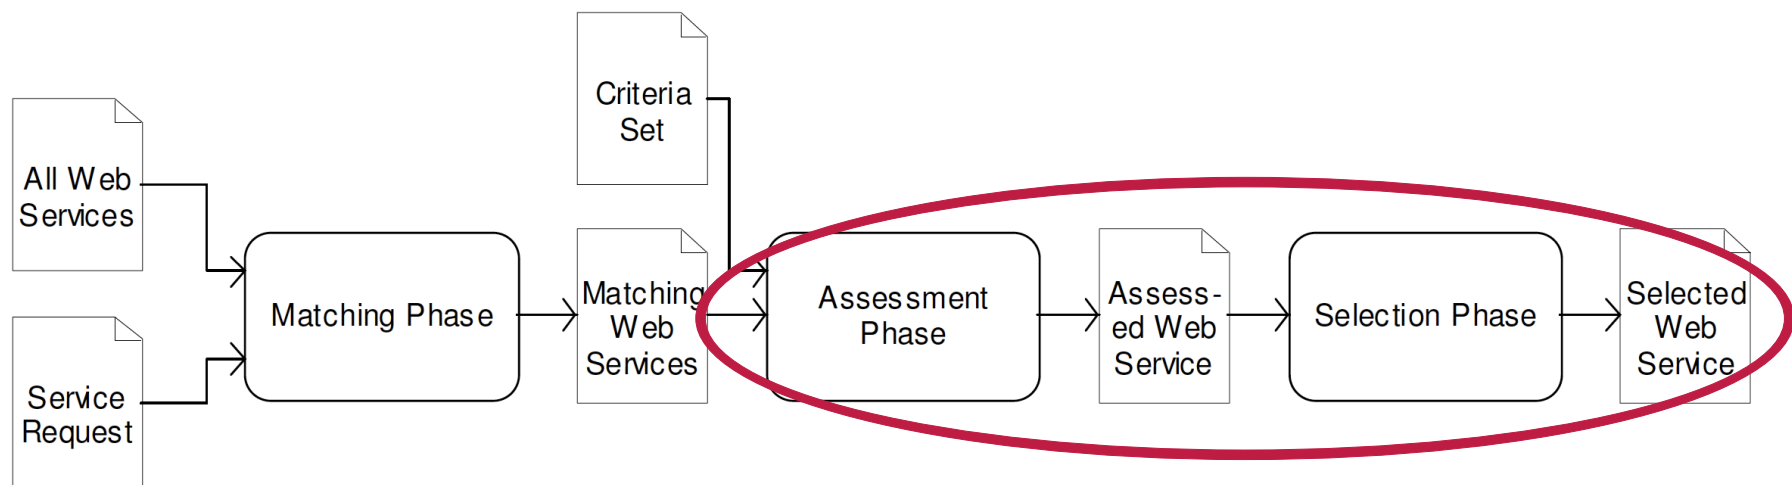 All Web
Services
Service
Request
Matching Phase
Criteria
Set
Matching
Web
Services
Assessment
Phase
Assess-
ed Web
Service
Selection Phase
Selected
Web
Service